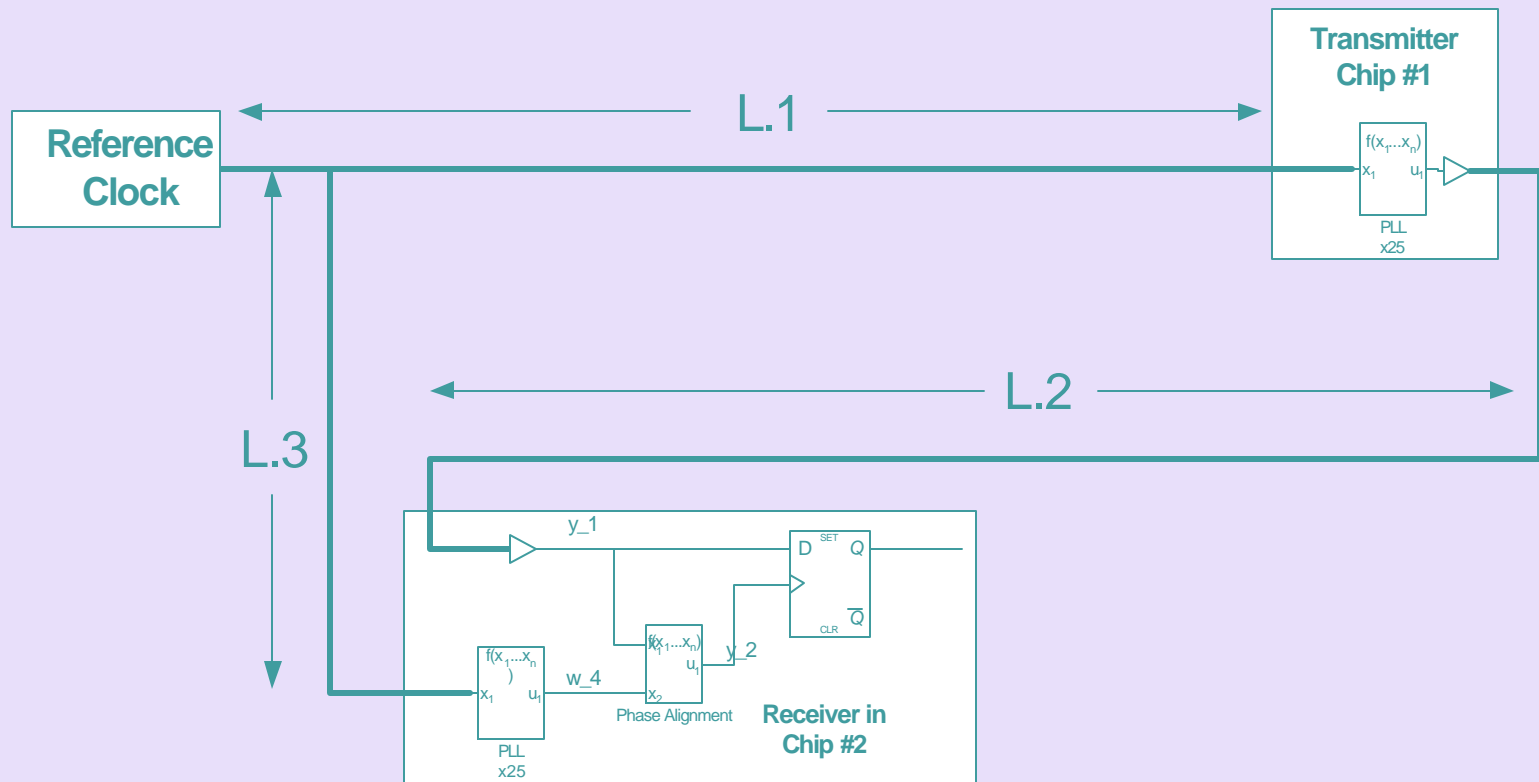 Transmitter
Chip #1
L.1
Reference
Clock
f(x1...xn)
x1 u1
PLL
x25
L.2
L.3
y_1
D SET Q
Q
CLR
f(x1...xn)
x1
u1
y_2
x2
Phase Alignment
f(x1...xn
)
x1 u1
w_4
PLL
x25
Receiver in
Chip #2